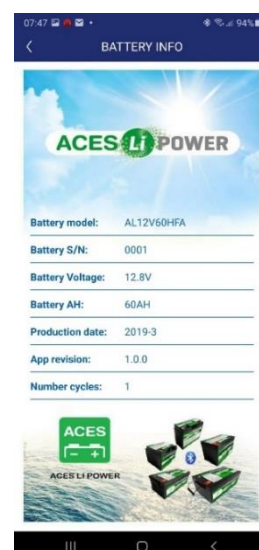 07:47 94%
BATTERY INFO
ACES Li POWER
Battery model: AL12V60HFA
Battery S/N: 0001
Battery Voltage: 12.8V
Battery AH: 60AH
Production date: 2019-3
App revision: 1.0.0
Number cycles: 1
ACES
ACES LI POWER